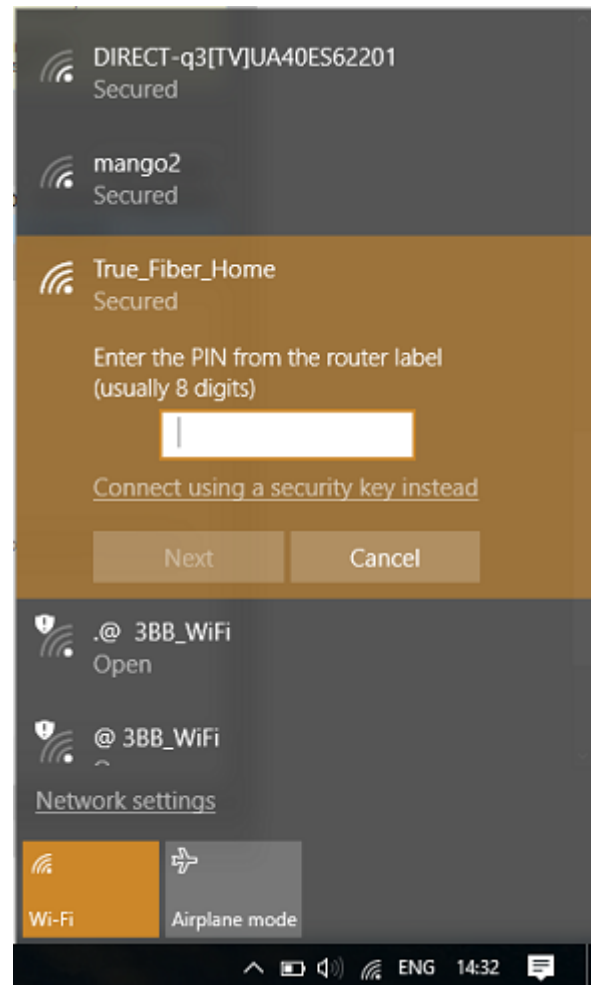 DIRECT-q3[TV]UA40ES62201
Secured
mango2
Secured
True_Fiber_Home
Secured
Enter the PIN from the router label
(usually 8 digits)
Connect using a security key instead
Next Cancel
.@ 3BB_WiFi
Open
@ 3BB_WiFi
Network settings
Wi-Fi Airplane mode
ENG 14:32